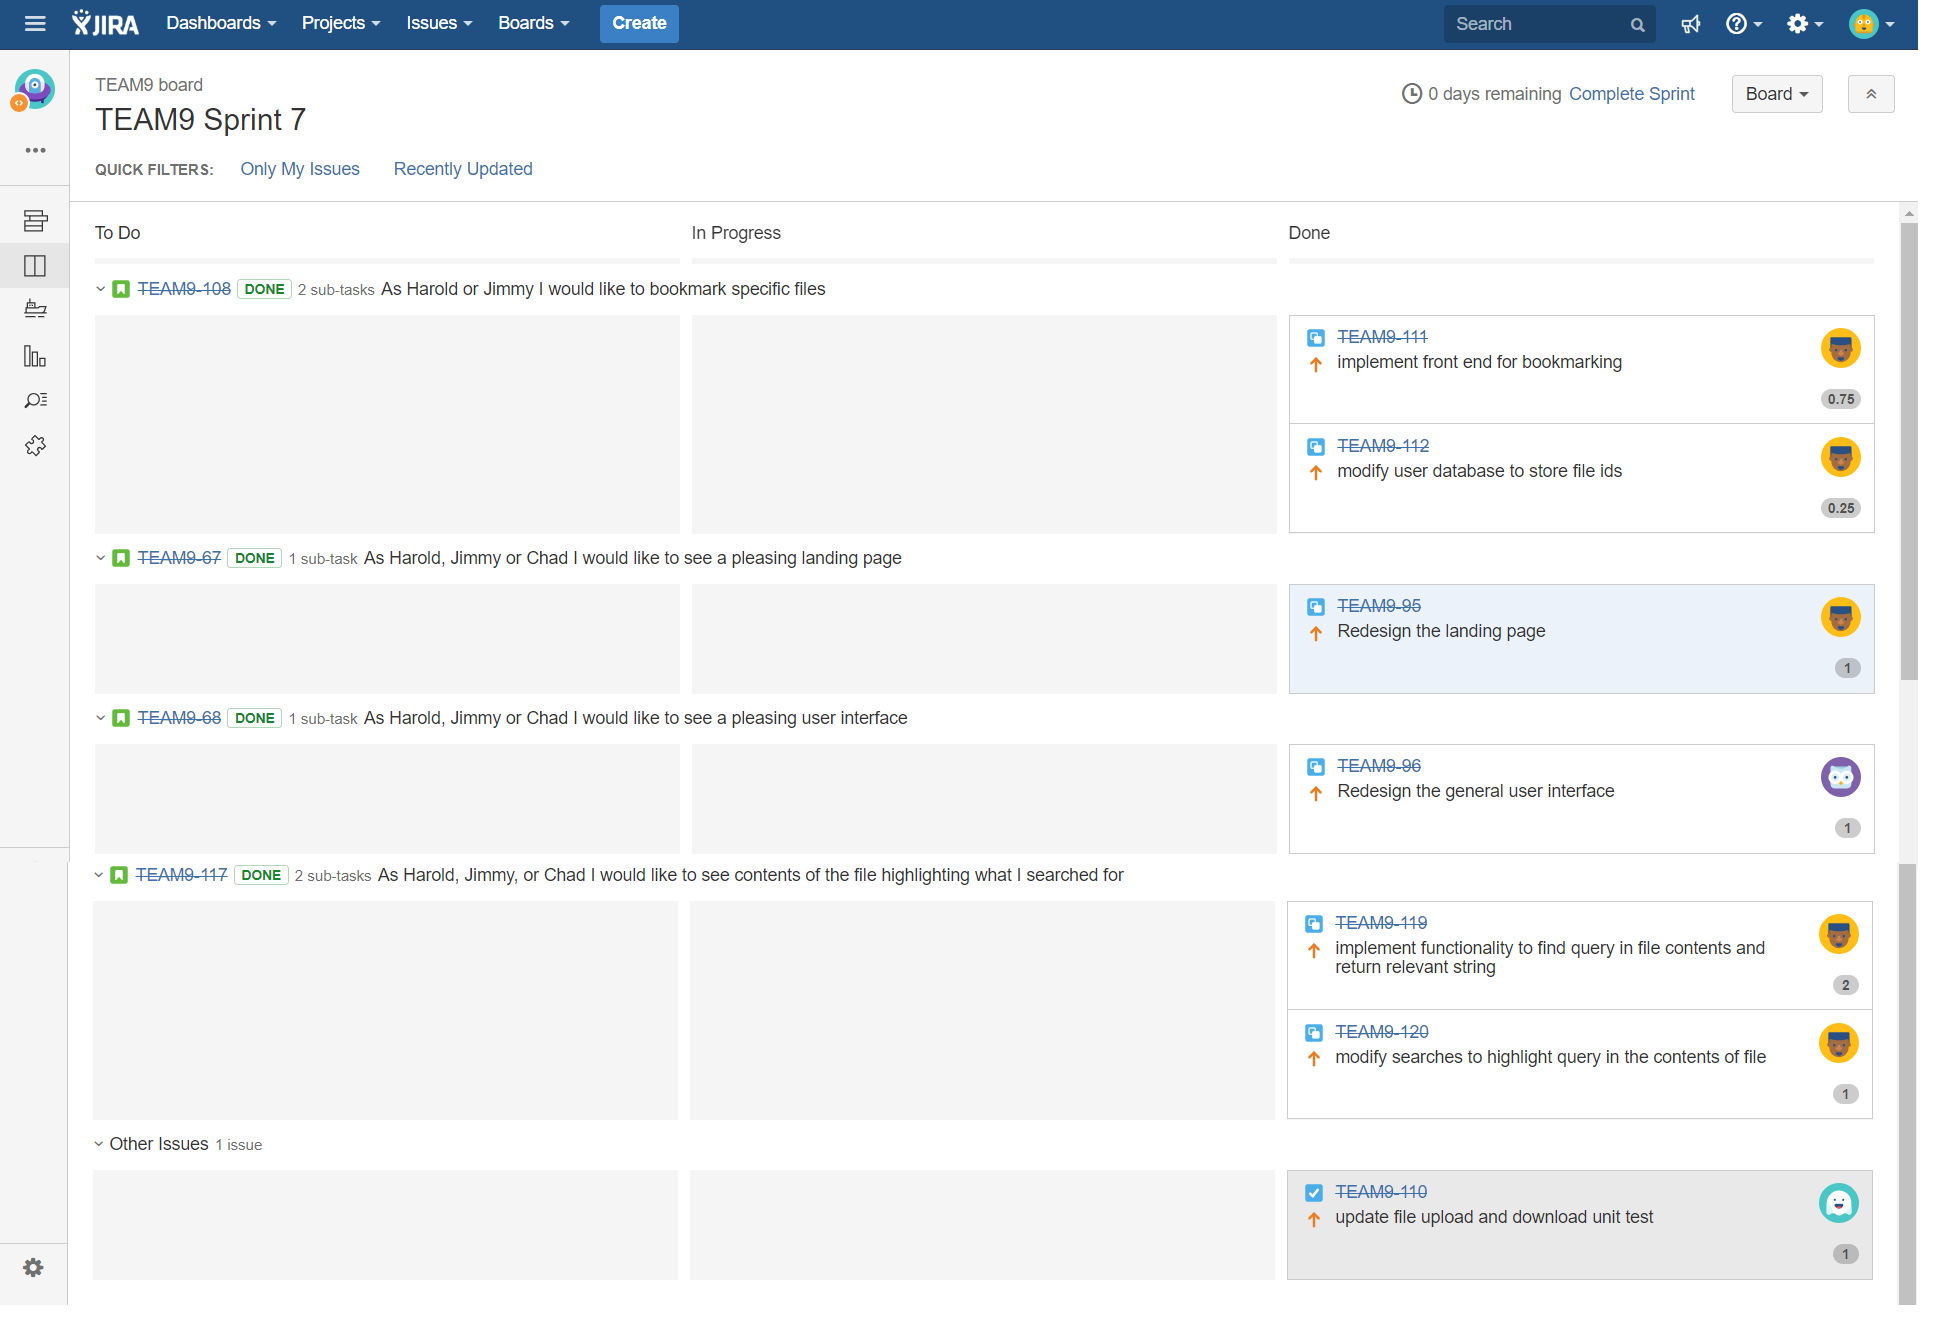 JIRA Dashboards Projects Issues Boards Create Search
TEAM9 board
TEAM9 Sprint 7
0 days remaining Complete Sprint Board
QUICK FILTERS: Only My Issues Recently Updated
To Do In Progress Done
TEAM9-108 DONE 2 sub-tasks As Harold or Jimmy I would like to bookmark specific files
TEAM9-111
implement front end for bookmarking
0.75
TEAM9-112
modify user database to store file ids
0.25
TEAM9-67 DONE 1 sub-task As Harold, Jimmy or Chad I would like to see a pleasing landing page
TEAM9-95
Redesign the landing page
1
TEAM9-68 DONE 1 sub-task As Harold, Jimmy or Chad I would like to see a pleasing user interface
TEAM9-96
Redesign the general user interface
1
TEAM9-117 DONE 2 sub-tasks As Harold, Jimmy, or Chad I would like to see contents of the file highlighting what I searched for
TEAM9-119
implement functionality to find query in file contents and
return relevant string
2
TEAM9-120
modify searches to highlight query in the contents of file
1
Other Issues 1 issue
TEAM9-110
update file upload and download unit test
1